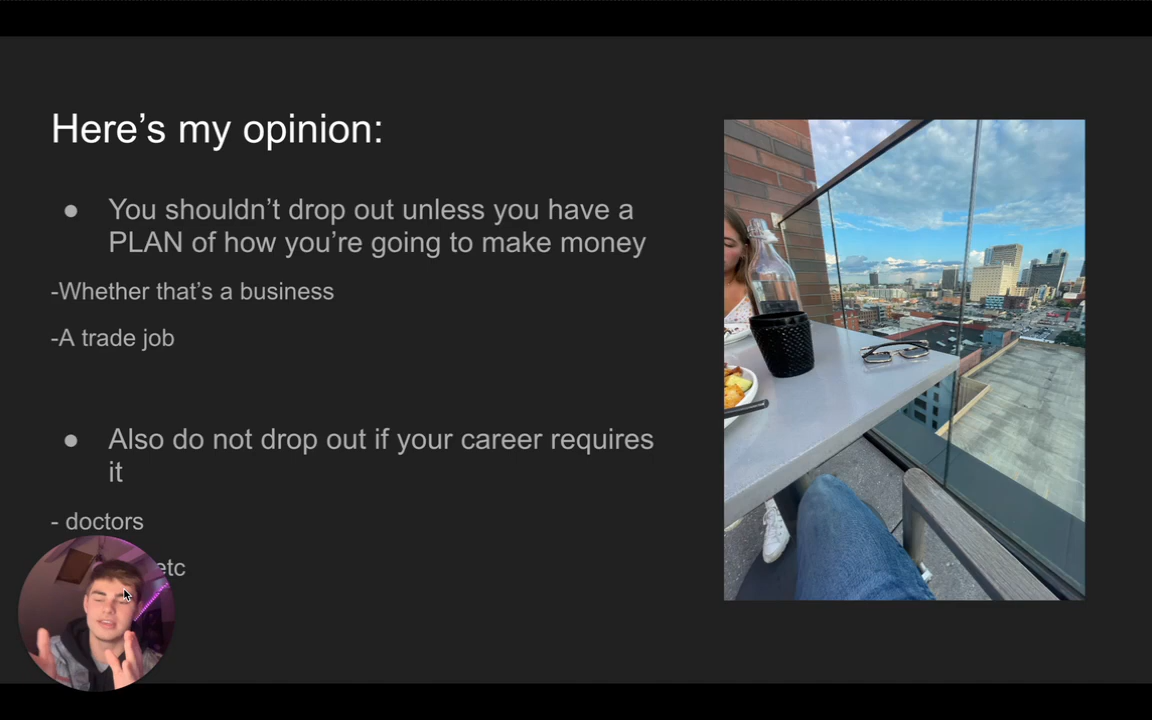 Here’s my opinion:
● You shouldn’t drop out unless you have a
PLAN of how you’re going to make money
-Whether that’s a business
-A trade job
● Also do not drop out if your career requires
it
- doctors
etc